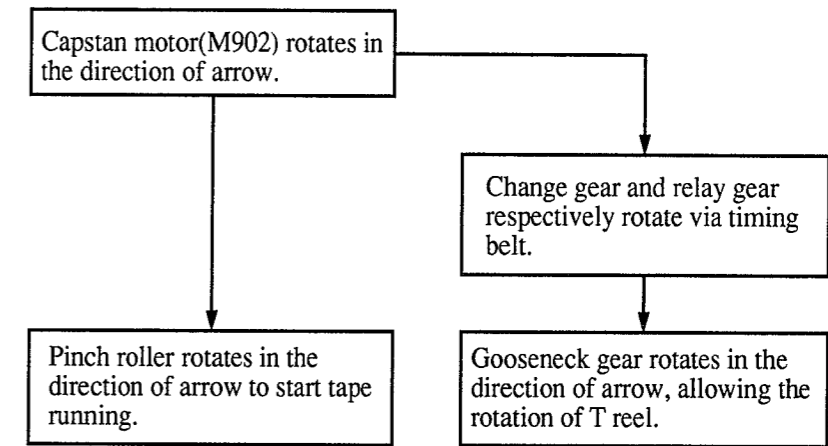 Capstan motor(M902) rotates in
the direction of arrow.
Change gear and relay gear
respectively rotate via timing
belt.
Pinch roller rotates in the
direction of arrow to start tape
running.
Gooseneck gear rotates in the
direction of arrow, allowing the
rotation of T reel.